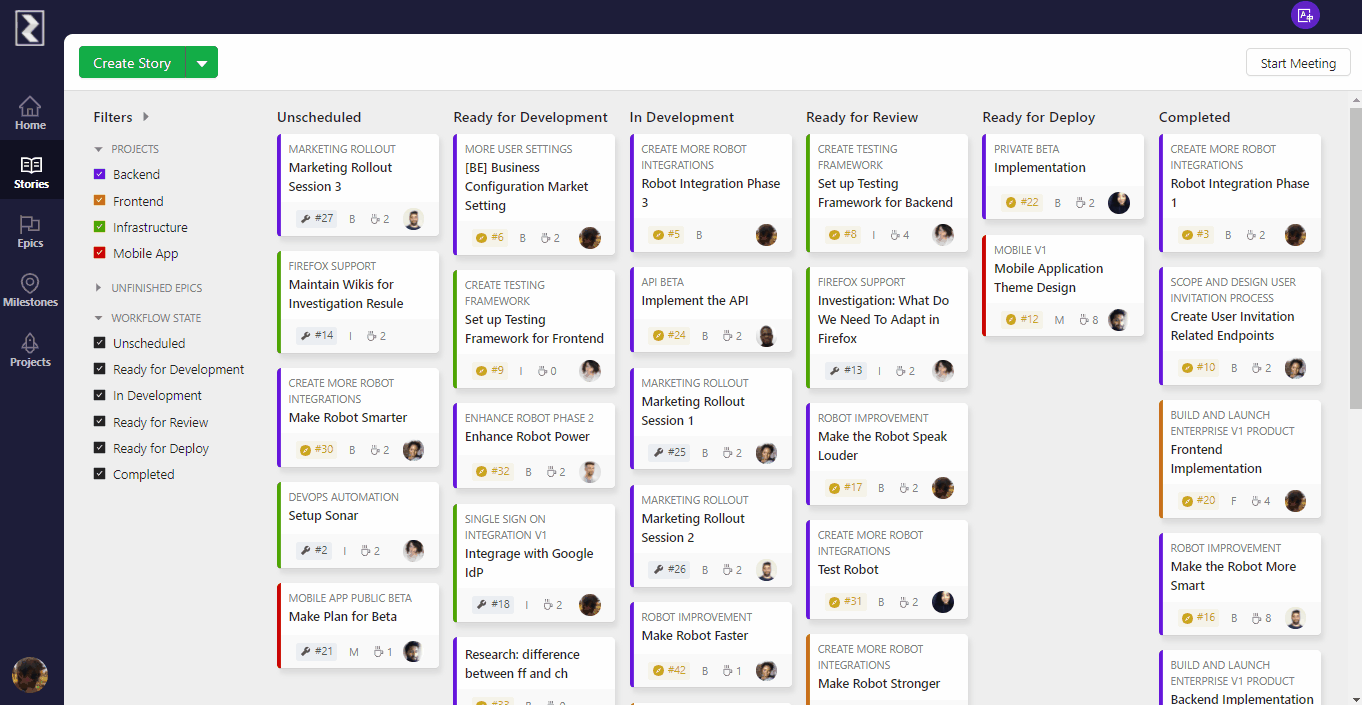 Create Story
Start Meeting
Home
Stories
Epics
Milestones
Projects
Filters
PROJECTS
Backend
Frontend
Infrastructure
Mobile App
UNFINISHED EPICS
WORKFLOW STATE
Unscheduled
Ready for Development
In Development
Ready for Review
Ready for Deploy
Completed
Unscheduled
MARKETING ROLLOUT
Marketing Rollout
Session 3
#27 B 2
FIREFOX SUPPORT
Maintain Wikis for
Investigation Resule
#14 I 2
CREATE MORE ROBOT
INTEGRATIONS
Make Robot Smarter
#30 B 2
DEVOPS AUTOMATION
Setup Sonar
#2 I 2
MOBILE APP PUBLIC BETA
Make Plan for Beta
#21 M 1
Ready for Development
MORE USER SETTINGS
[BE] Business
Configuration Market
Setting
#6 B 2
CREATE TESTING
FRAMEWORK
Set up Testing
Framework for Frontend
#9 I 0
ENHANCE ROBOT PHASE 2
Enhance Robot Power
#32 B 2
SINGLE SIGN ON
INTEGRATION V1
Integrage with Google
IdP
#18 I 2
Research: difference
between ff and ch
#33 B 0
In Development
CREATE MORE ROBOT
INTEGRATIONS
Robot Integration Phase
3
#5 B
API BETA
Implement the API
#24 B 2
MARKETING ROLLOUT
Marketing Rollout
Session 1
#25 B 2
MARKETING ROLLOUT
Marketing Rollout
Session 2
#26 B 2
ROBOT IMPROVEMENT
Make Robot Faster
#42 B 1
Ready for Review
CREATE TESTING
FRAMEWORK
Set up Testing
Framework for Backend
#8 I 4
FIREFOX SUPPORT
Investigation: What Do
We Need To Adapt in
Firefox
#13 I 2
ROBOT IMPROVEMENT
Make the Robot Speak
Louder
#17 B 2
CREATE MORE ROBOT
INTEGRATIONS
Test Robot
#31 B 2
CREATE MORE ROBOT
INTEGRATIONS
Make Robot Stronger
Ready for Deploy
PRIVATE BETA
Implementation
#22 B 2
MOBILE V1
Mobile Application
Theme Design
#12 M 8
Completed
CREATE MORE ROBOT
INTEGRATIONS
Robot Integration Phase
1
#3 B 2
SCOPE AND DESIGN USER
INVITATION PROCESS
Create User Invitation
Related Endpoints
#10 B 2
BUILD AND LAUNCH
ENTERPRISE V1 PRODUCT
Frontend
Implementation
#20 F 4
ROBOT IMPROVEMENT
Make the Robot More
Smart
#16 B 8
BUILD AND LAUNCH
ENTERPRISE V1 PRODUCT
Backend Implementation